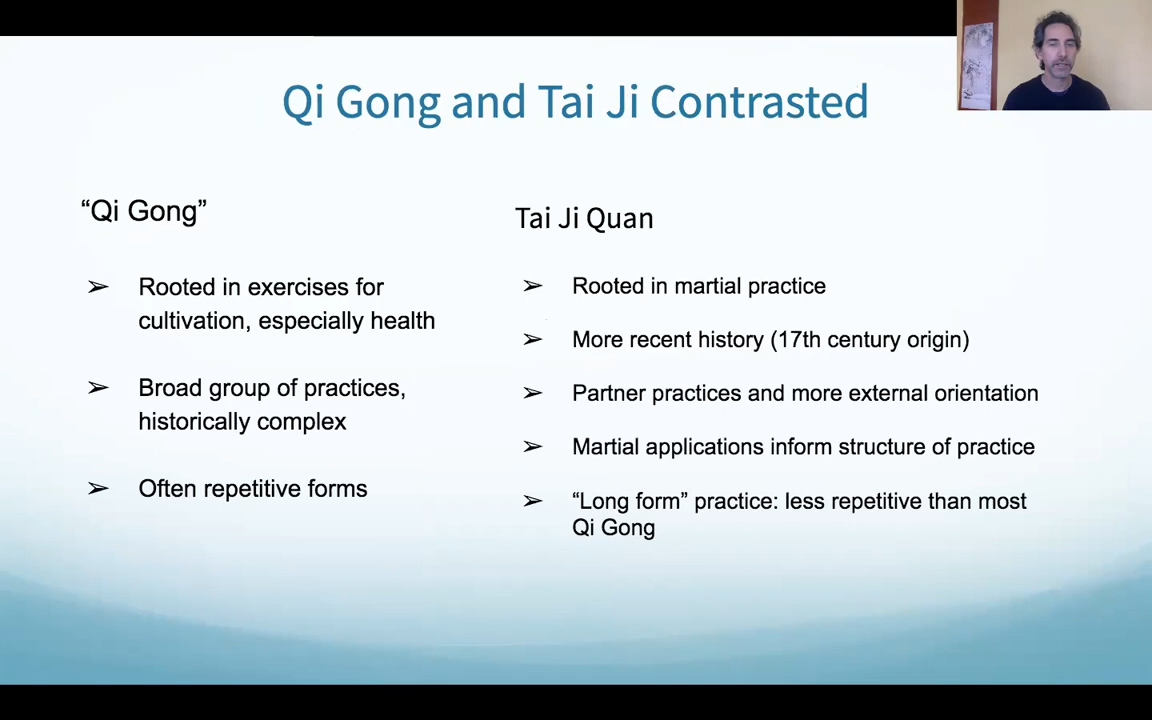 Qi Gong and Tai Ji Contrasted
“Qi Gong”
➢ Rooted in exercises for
cultivation, especially health
➢ Broad group of practices,
historically complex
➢ Often repetitive forms
Tai Ji Quan
➢ Rooted in martial practice
➢ More recent history (17th century origin)
➢ Partner practices and more external orientation
➢ Martial applications inform structure of practice
➢ “Long form” practice: less repetitive than most
Qi Gong